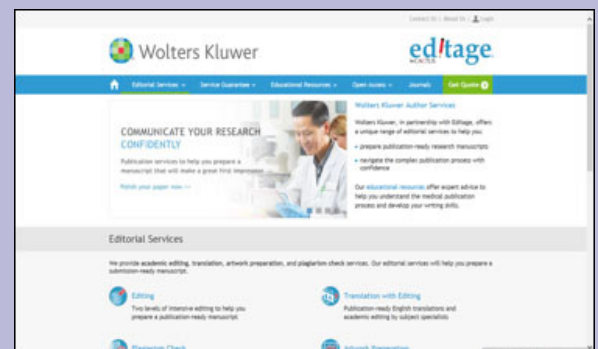 Contact Us | About Us | Login
Wolters Kluwer
editage
by CACTUS
Editorial Services
Service Guarantee
Educational Resources
Open Access
Journals
Get Quote
COMMUNICATE YOUR RESEARCH
CONFIDENTLY
Publication services to help you prepare a
manuscript that will make a great first impression
Polish your paper now >>
Wolters Kluwer Author Services
Wolters Kluwer, in partnership with Editage, offers
a unique range of editorial services to help you:
prepare publication-ready research manuscripts
navigate the complex publication process with
confidence
Our educational resources offer expert advice to
help you understand the medical publication
process and develop your writing skills.
Editorial Services
We provide academic editing, translation, artwork preparation, and plagiarism check services. Our editorial services will help you prepare a
submission-ready manuscript.
Editing
Two levels of intensive editing to help you
prepare a publication-ready manuscript
Translation with Editing
Publication-ready English translations and
academic editing by subject specialists
Plagiarism Check
Artwork Preparation